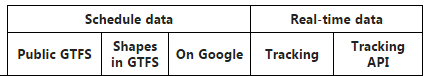 Schedule data Real-time data
Public GTFS Shapes in GTFS On Google Tracking Tracking API